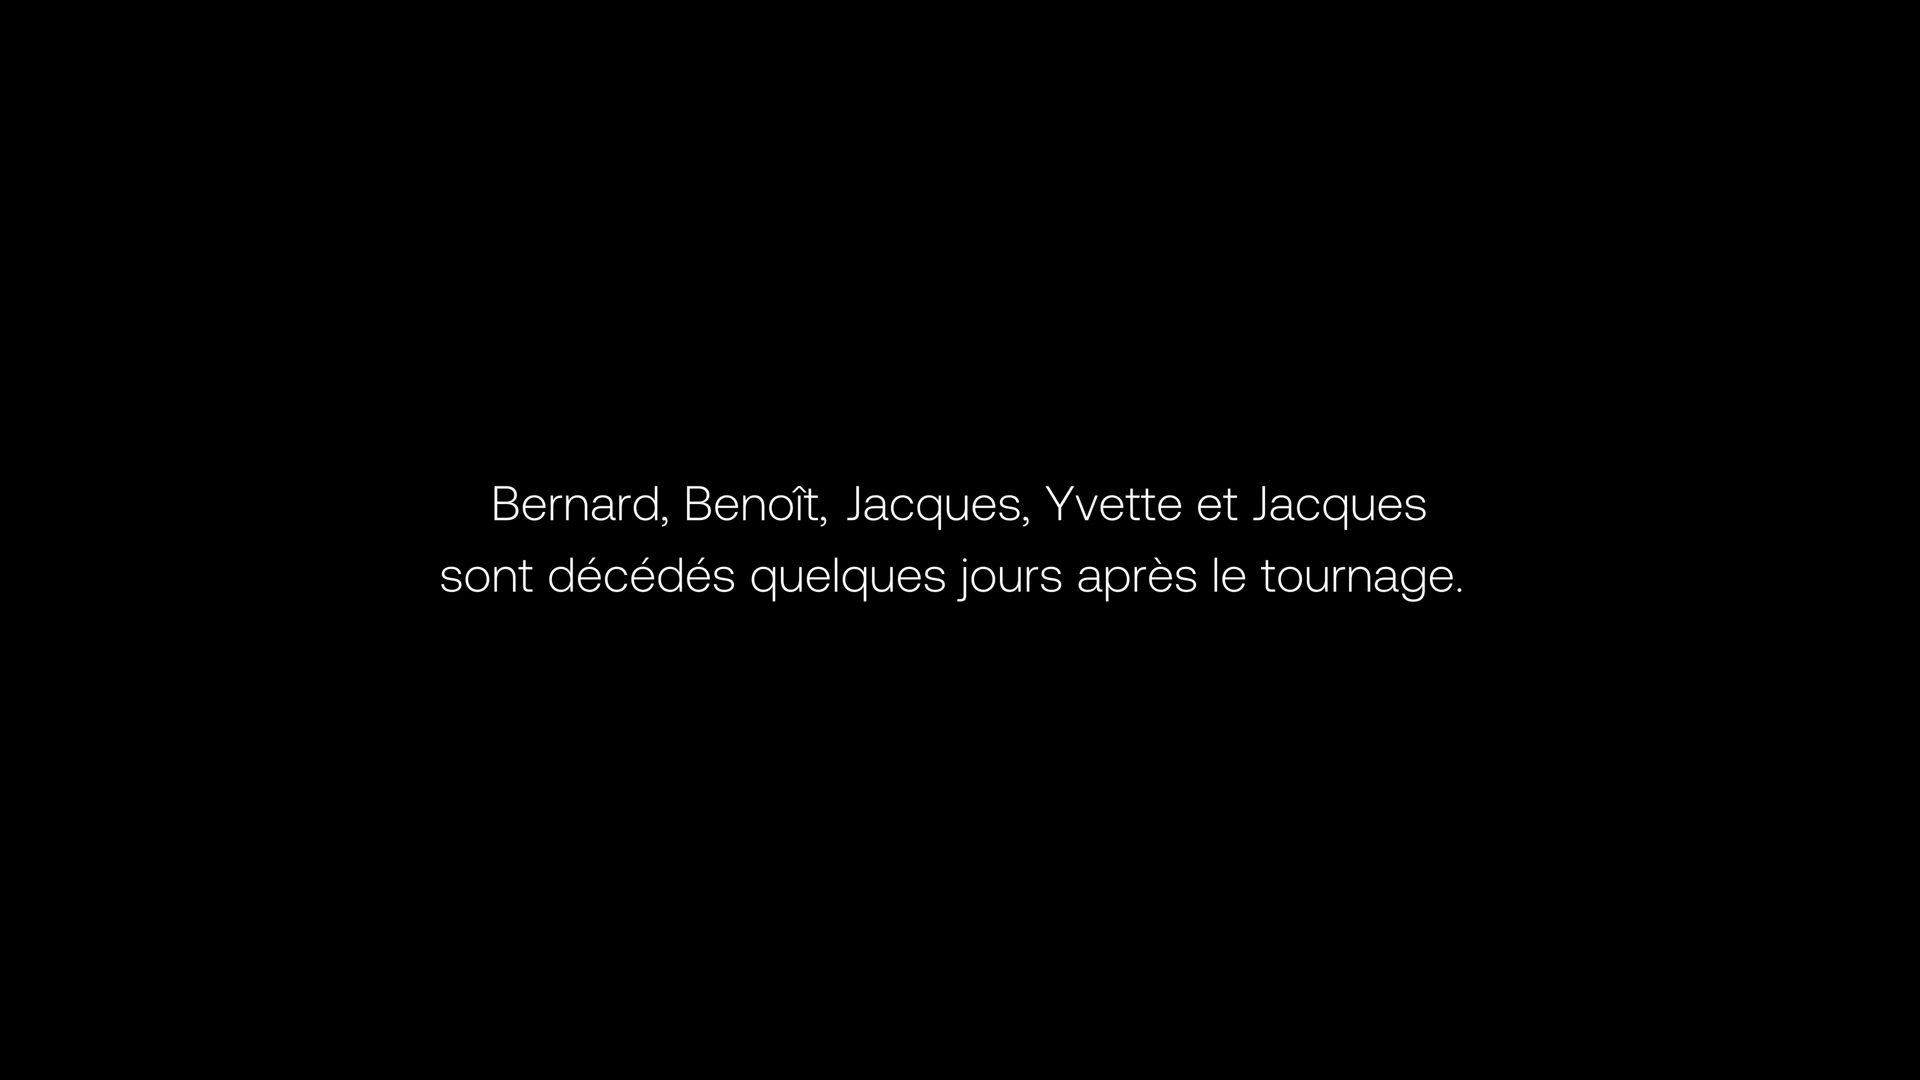 Bernard, Benoît, Jacques, Yvette et Jacques
sont décédés quelques jours après le tournage.